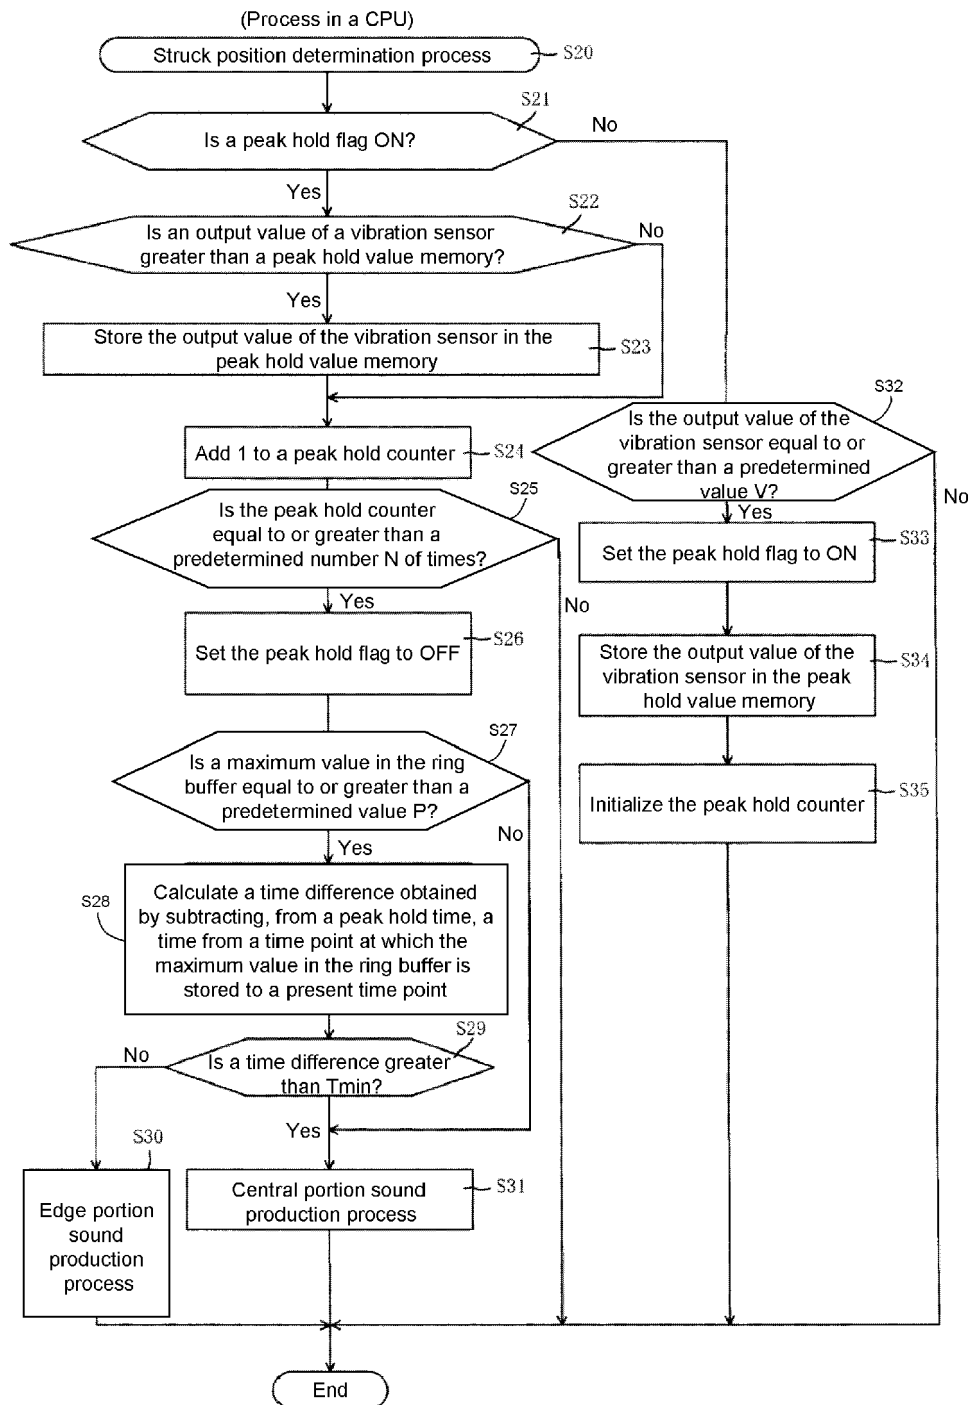 (Process in a CPU)
Struck position determination process
S20
S21
Is a peak hold flag ON?
No
Yes
S22
Is an output value of a vibration sensor
greater than a peak hold value memory?
No
Yes
Store the output value of the vibration sensor in the
peak hold value memory
S23
S32
Is the output value of the
vibration sensor equal to or
greater than a predetermined
value V?
No
Yes
Add 1 to a peak hold counter
S24
S25
Is the peak hold counter
equal to or greater than a
predetermined number N of times?
No
Yes
Set the peak hold flag to ON
S33
Set the peak hold flag to OFF
S26
Store the output value of the
vibration sensor in the peak
hold value memory
S34
S27
Is a maximum value in the ring
buffer equal to or greater than a
predetermined value P?
No
Yes
Initialize the peak hold counter
S35
S28
Calculate a time difference obtained
by subtracting, from a peak hold time, a
time from a time point at which the
maximum value in the ring buffer is
stored to a present time point
S29
No
Is a time difference greater
than Tmin?
Yes
S30
Edge portion
sound
production
process
Central portion sound
production process
S31
End